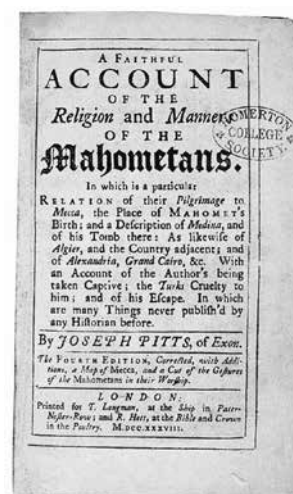 A FAITHFUL
ACCOUNT
OF THE
Religion and Manners
OF THE
Mahometans.
In which is a particular
RELATION of their Pilgrimage to
Mecca, the Place of MAHOMET'S
Birth; and a Description of Medina, and
of his Tomb there: As likewise of
Algier, and the Country adjacent; and
of Alexandria, Grand Cairo, &c. With
an Account of the Author's being
taken Captive; the Turks Cruelty to
him; and of his Escape. In which
are many Things never publish'd by
any Historian before.
By JOSEPH PITTS, of Exon.
The FOURTH EDITION, Corrected, with Addi-
tions, a Map of Mecca, and a Cut of the Gestures
of the Mahometans in their Worship.
LONDON:
Printed for T. Longman, at the Ship in Pater-
Noster-Row; and R. Hett, at the Bible and Crown
in the Poultry. M.DCC.XXXVIII.
HOMERTON
COLLEGE
SOCIETY.